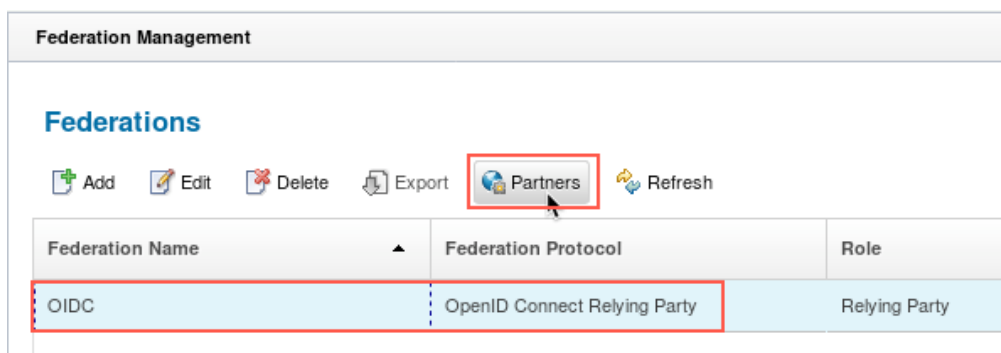 Federation Management
Federations
Add Edit Delete Export Partners Refresh
Federation Name Federation Protocol Role
OIDC OpenID Connect Relying Party Relying Party